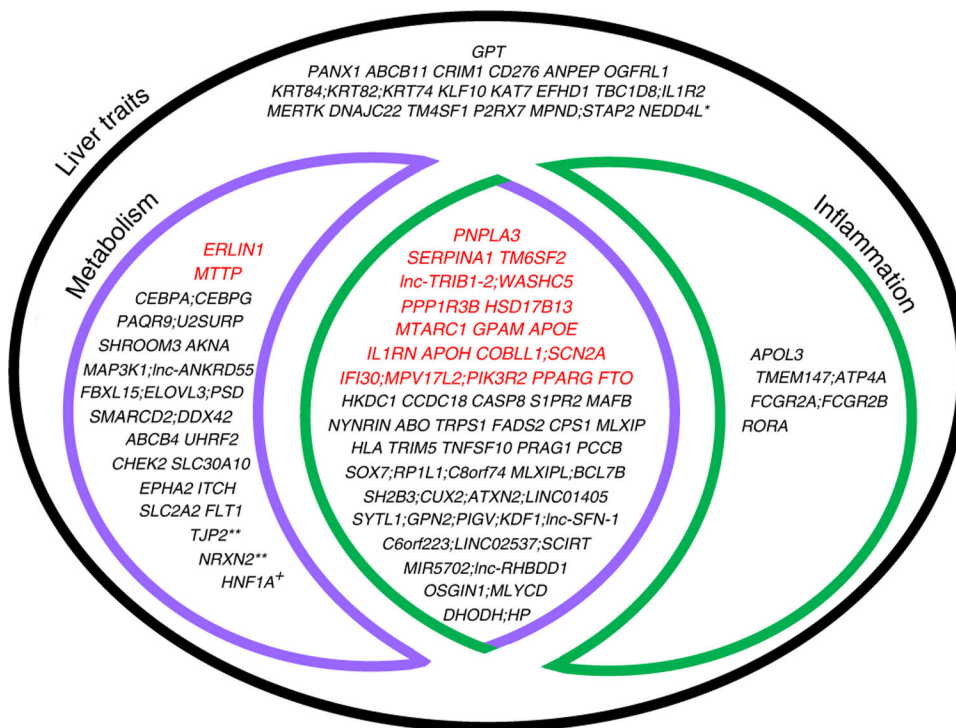 GPT
PANX1 ABCB11 CRIM1 CD276 ANPEP OGFRL1
KRT84;KRT82;KRT74 KLF10 KAT7 EFHD1 TBC1D8;IL1R2
MERTK DNAJC22 TM4SF1 P2RX7 MPND;STAP2 NEDD4L*
Liver traits
Metabolism
ERLIN1
MTTP
CEBPA;CEBPG
PAQR9;U2SURP
SHROOM3 AKNA
MAP3K1;lnc-ANKRD55
FBXL15;ELOVL3;PSD
SMARCD2;DDX42
ABCB4 UHRF2
CHEK2 SLC30A10
EPHA2 ITCH
SLC2A2 FLT1
TJP2**
NRXN2**
HNF1A+
PNPLA3
SERPINA1 TM6SF2
lnc-TRIB1-2;WASHC5
PPP1R3B HSD17B13
MTARC1 GPAM APOE
IL1RN APOH COBLL1;SCN2A
IFI30;MPV17L2;PIK3R2 PPARG FTO
HKDC1 CCDC18 CASP8 S1PR2 MAFB
NYNRIN ABO TRPS1 FADS2 CPS1 MLXIP
HLA TRIM5 TNFSF10 PRAG1 PCCB
SOX7;RP1L1;C8orf74 MLXIPL;BCL7B
SH2B3;CUX2;ATXN2;LINC01405
SYTL1;GPN2;PIGV;KDF1;lnc-SFN-1
C6orf223;LINC02537;SCIRT
MIR5702;lnc-RHBDD1
OSGIN1;MLYCD
DHODH;HP
Inflammation
APOL3
TMEM147;ATP4A
FCGR2A;FCGR2B
RORA